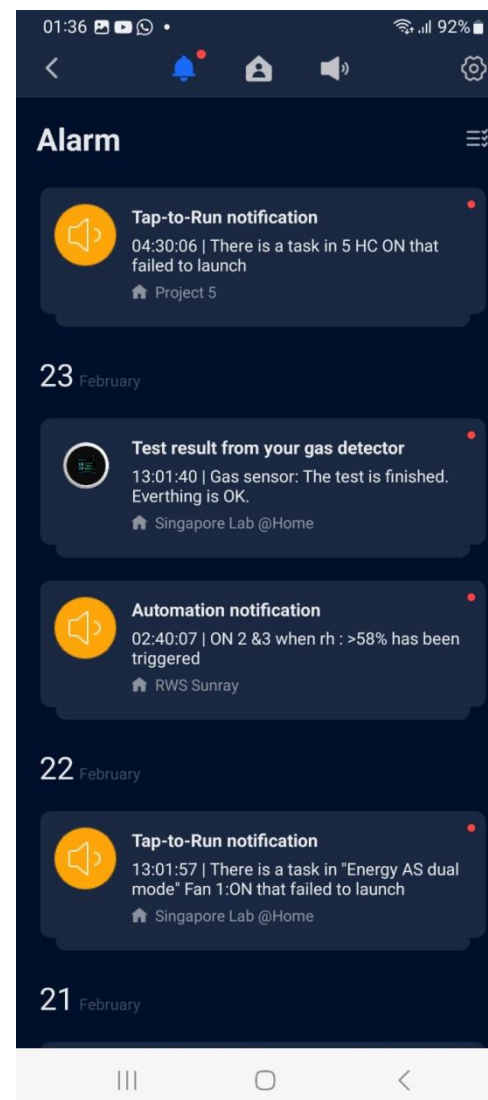 01:36
92%
Alarm
Tap-to-Run notification
04:30:06 | There is a task in 5 HC ON that
failed to launch
Project 5
23 February
Test result from your gas detector
13:01:40 | Gas sensor: The test is finished.
Everthing is OK.
Singapore Lab @Home
Automation notification
02:40:07 | ON 2 &3 when rh : >58% has been
triggered
RWS Sunray
22 February
Tap-to-Run notification
13:01:57 | There is a task in "Energy AS dual
mode" Fan 1:ON that failed to launch
Singapore Lab @Home
21 February